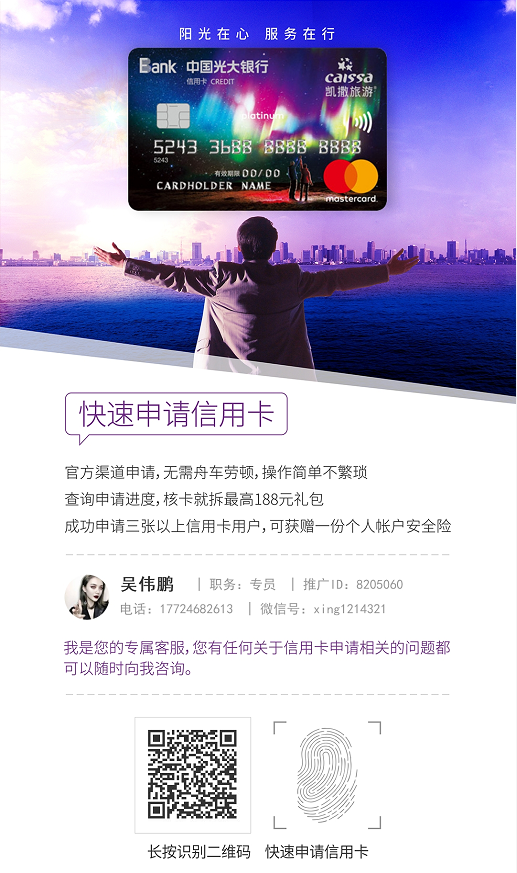 阳光在心 服务在行
Bank 中国光大银行
信用卡 CREDIT
caissa
凯撒旅游
platinum
5243 3688 8888 8888
5243
有效期限 00/00
CARDHOLDER NAME
mastercard
快速申请信用卡
官方渠道申请，无需舟车劳顿，操作简单不繁琐
查询申请进度，核卡就拆最高188元礼包
成功申请三张以上信用卡用户，可获赠一份个人帐户安全险
吴伟鹏 | 职务：专员 | 推广ID：8205060
电话：17724682613 | 微信号：xing1214321
我是您的专属客服，您有任何关于信用卡申请相关的问题都
可以随时向我咨询。
长按识别二维码 快速申请信用卡